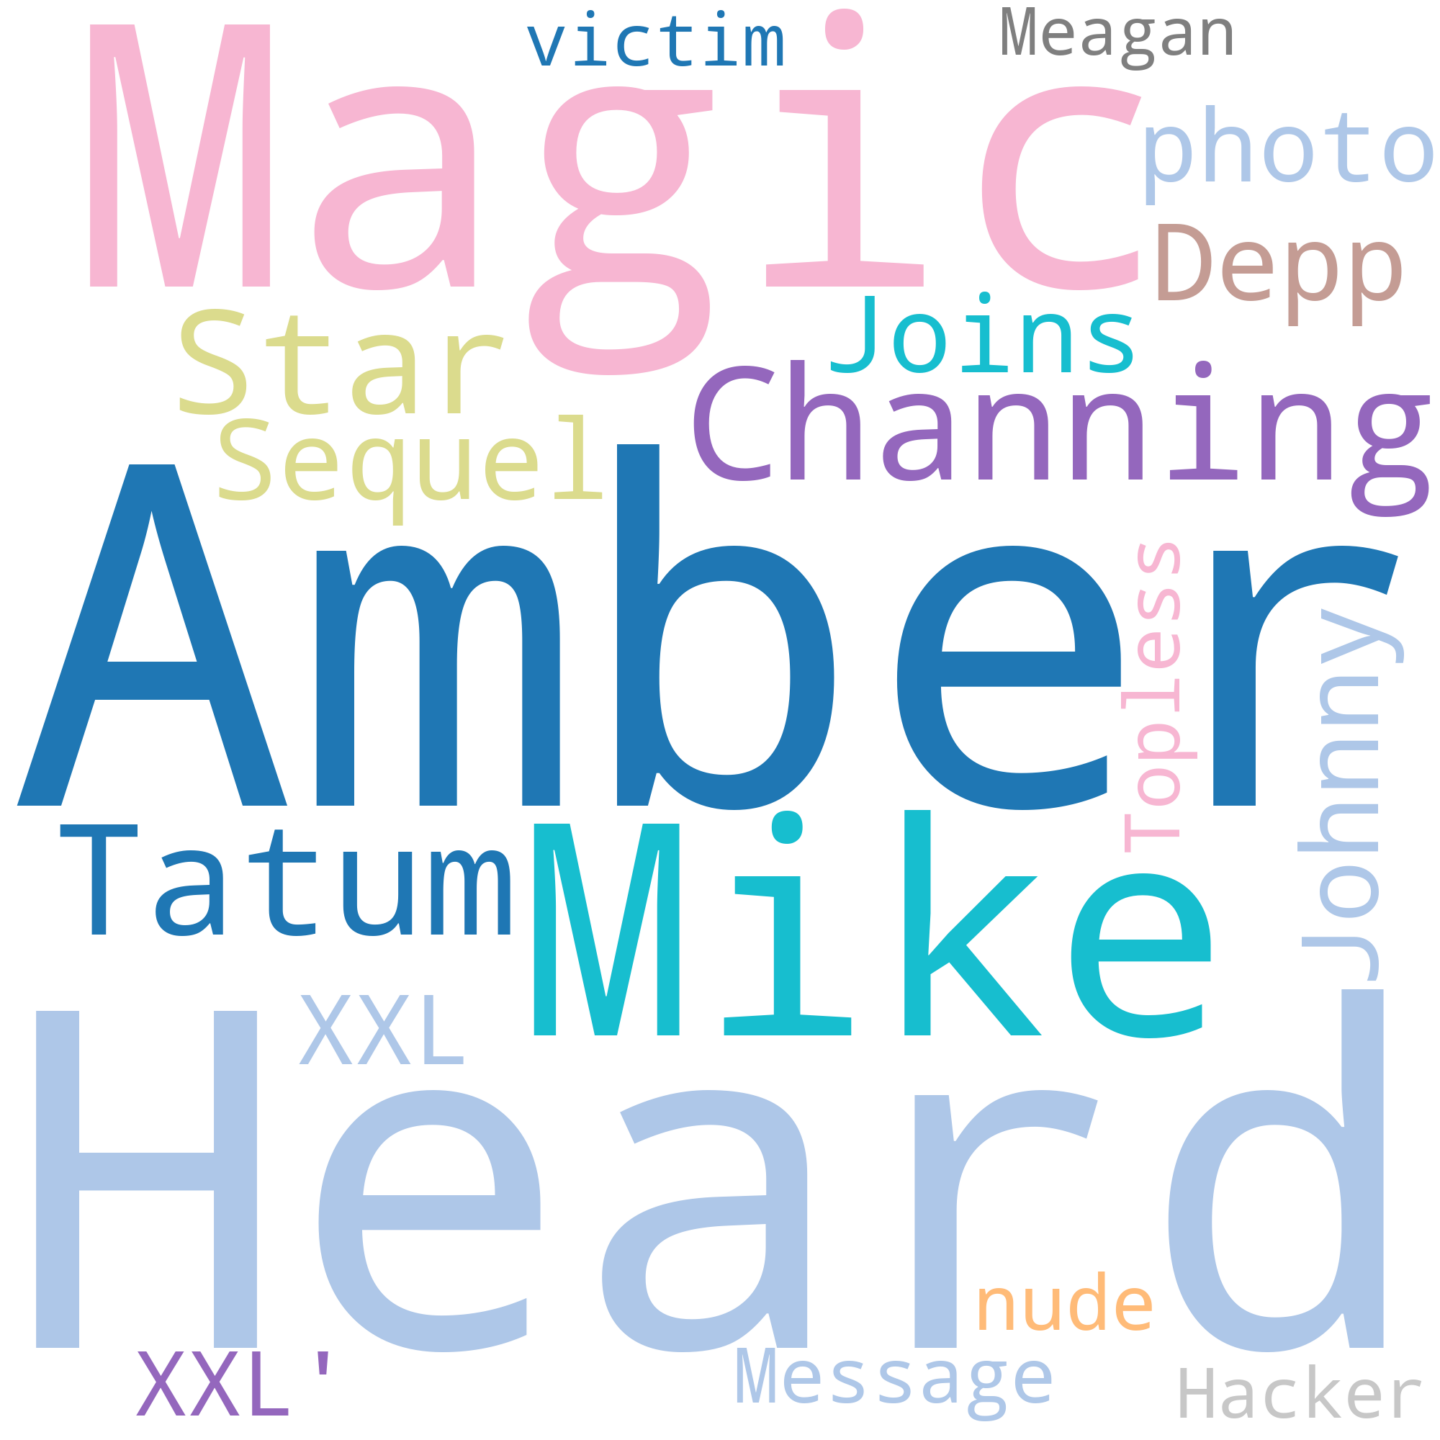 victim
Meagan
Magic
photo
Depp
Star
Joins
Channing
Sequel
Amber
Topless
Johnny
Tatum
Mike
XXL
Heard
nude
XXL'
Message
Hacker